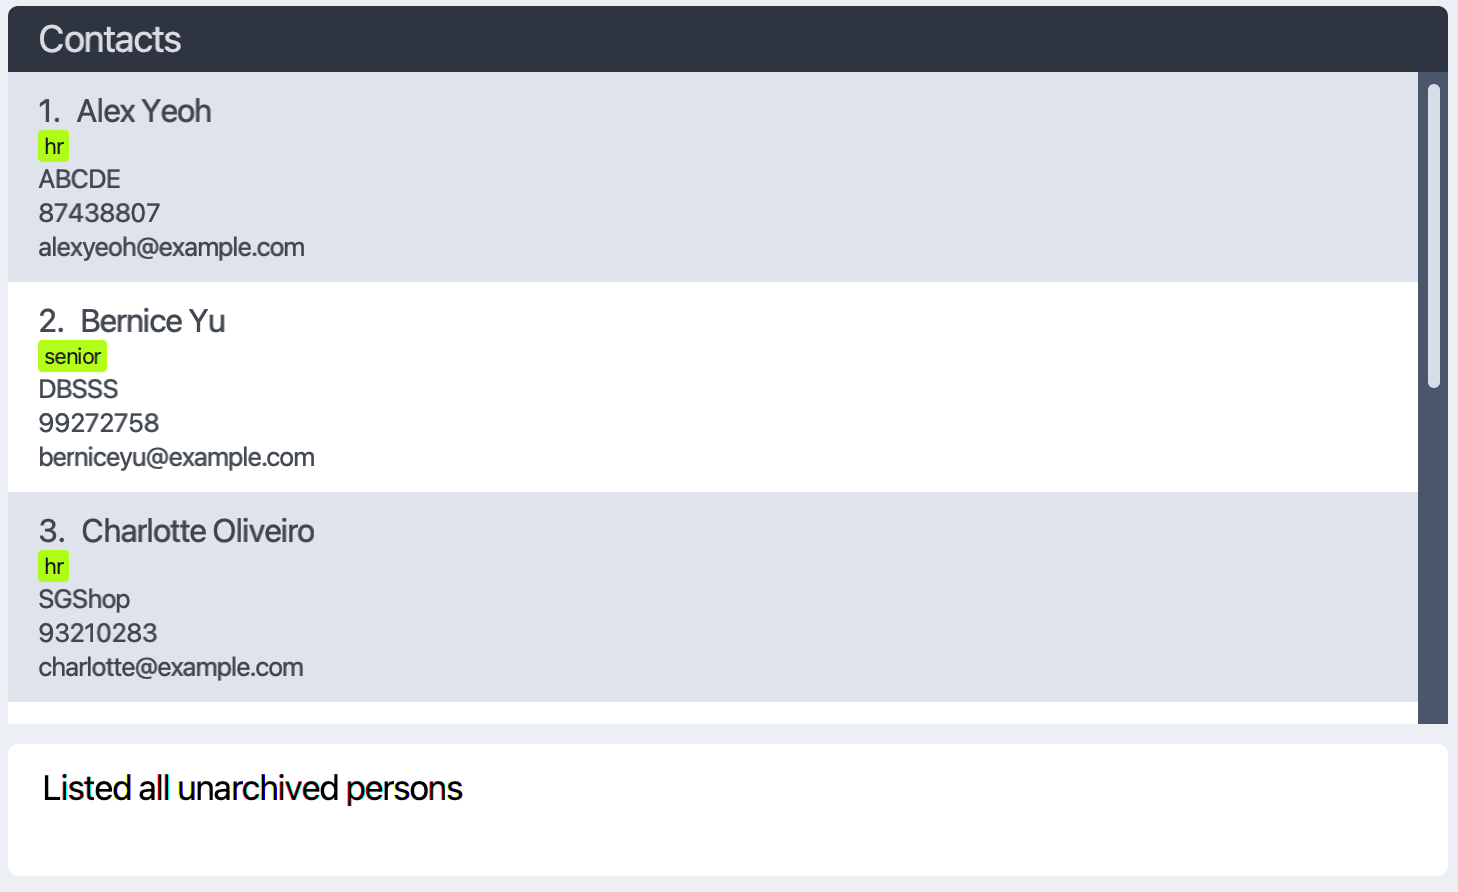 Contacts
1. Alex Yeoh
hr
ABCDE
87438807
alexyeoh@example.com
2. Bernice Yu
senior
DBSSS
99272758
berniceyu@example.com
3. Charlotte Oliveiro
hr
SGShop
93210283
charlotte@example.com
Listed all unarchived persons